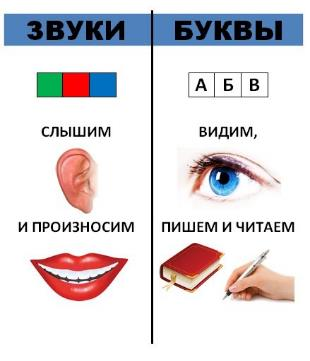 ЗВУКИ
БУКВЫ
А Б В
СЛЫШИМ
ВИДИМ,
И ПРОИЗНОСИМ
ПИШЕМ И ЧИТАЕМ